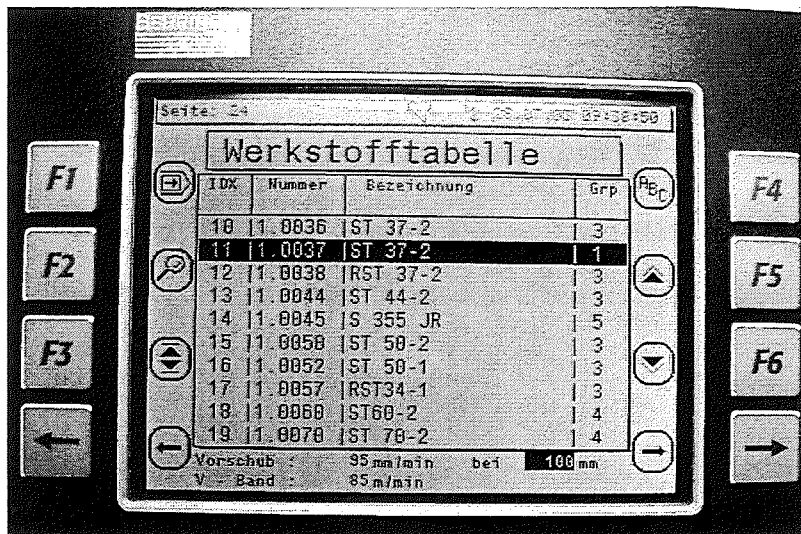 Seite: 24 09:38:50
Werkstofftabelle
F1
F4
ABC
IDX Nummer Bezeichnung Grp
10 |1.0036 |ST 37-2 | 3
11 |1.0037 |ST 37-2 | 1
F2
F5
12 |1.0038 |RST 37-2 | 3
13 |1.0044 |ST 44-2 | 3
14 |1.0045 |S 355 JR | 5
15 |1.0050 |ST 50-2 | 3
F3
F6
16 |1.0052 |ST 50-1 | 3
17 |1.0057 |RST34-1 | 3
18 |1.0060 |ST60-2 | 4
19 |1.0070 |ST 70-2 | 4
Vorschub : 95 mm/min bei 100 mm
V - Band : 85 m/min